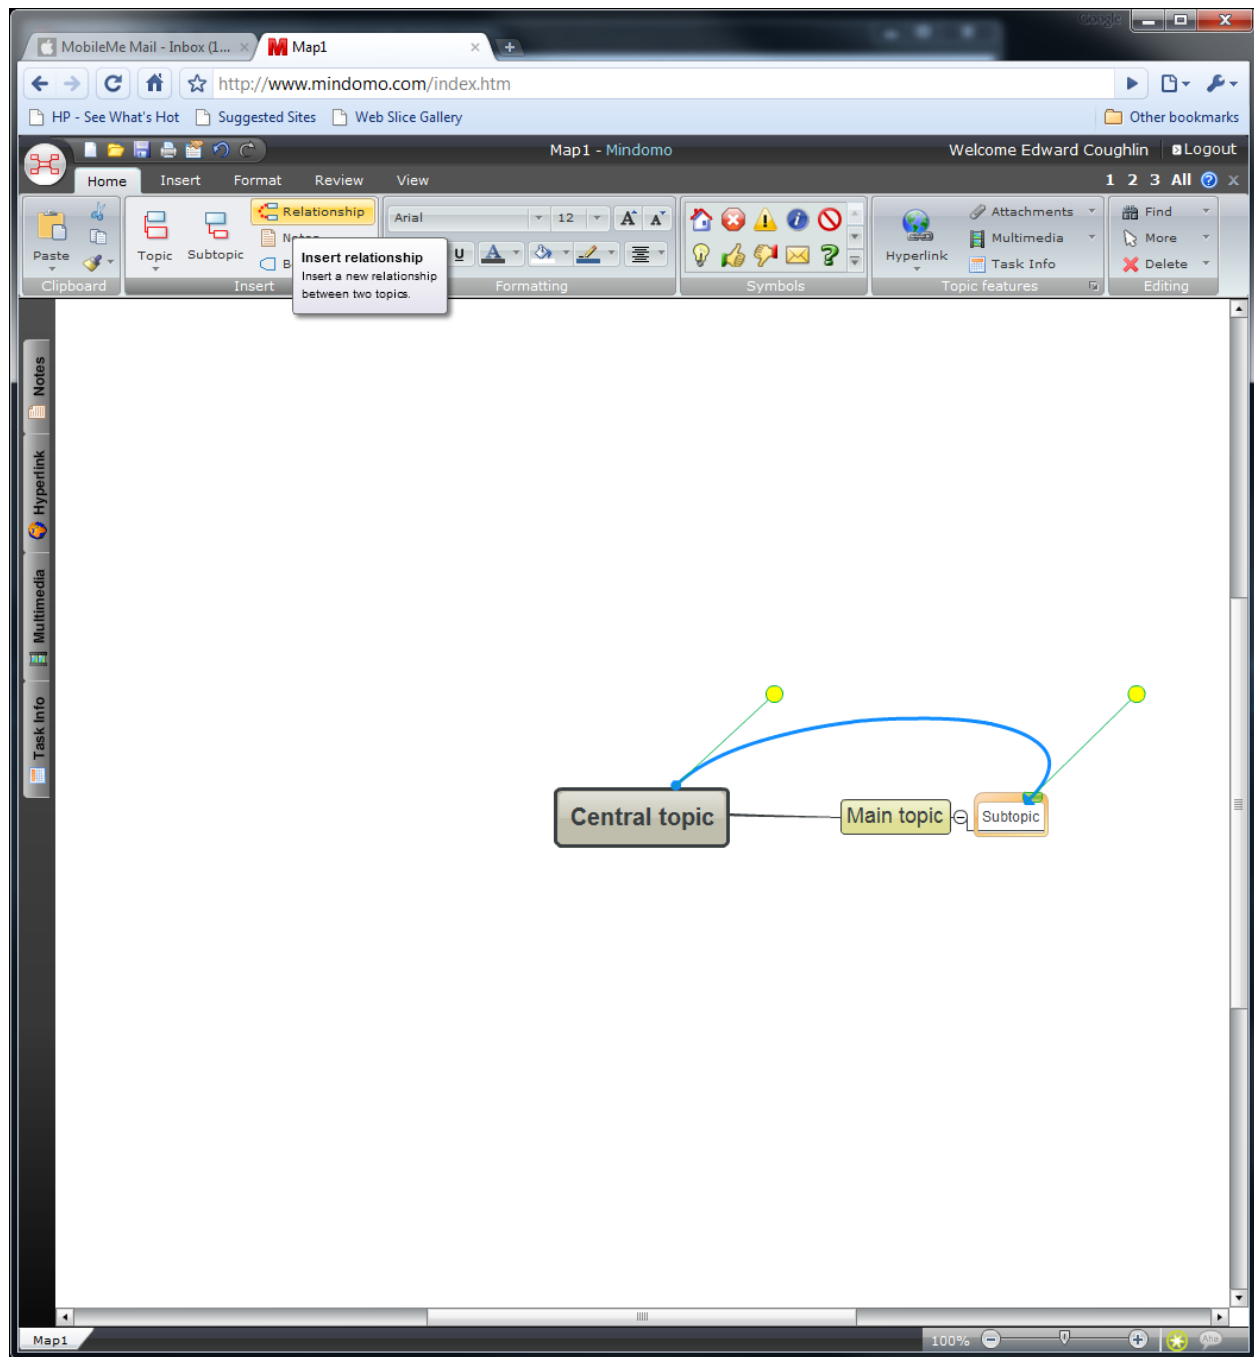 Google
MobileMe Mail - Inbox (1...
Map1
http://www.mindomo.com/index.htm
HP - See What's Hot
Suggested Sites
Web Slice Gallery
Other bookmarks
Map1 - Mindomo
Welcome Edward Coughlin
Logout
Home
Insert
Format
Review
View
1 2 3 All
Paste
Clipboard
Topic
Subtopic
Relationship
Insert
Insert relationship
Insert a new relationship
between two topics.
Arial
12
A A
U A
Formatting
Symbols
Hyperlink
Attachments
Multimedia
Task Info
Topic features
Find
More
Delete
Editing
Notes
Hyperlink
Multimedia
Task Info
Central topic
Main topic
Subtopic
Map1
100%